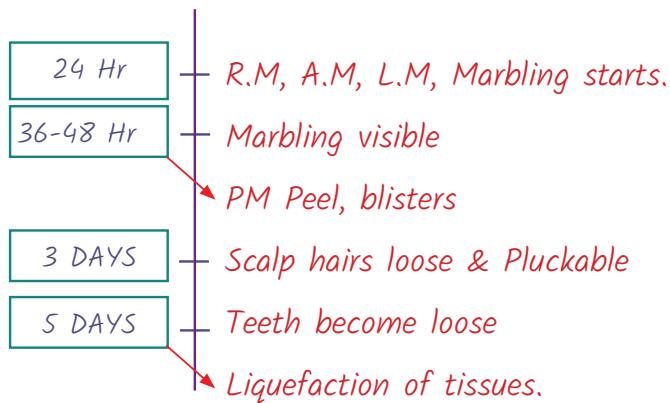 24 Hr R.M, A.M, L.M, Marbling starts.
36-48 Hr Marbling visible
PM Peel, blisters
3 DAYS Scalp hairs loose & Pluckable
5 DAYS Teeth become loose
Liquefaction of tissues.